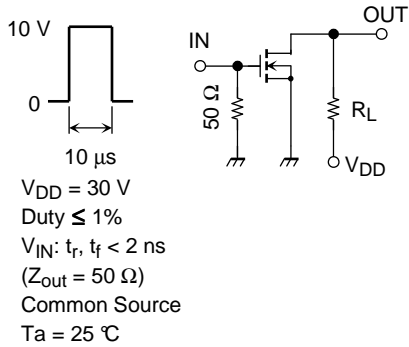 10 V
0
10 μs
IN
OUT
50 Ω
RL
VDD
VDD = 30 V
Duty ≤ 1%
VIN: tr, tf < 2 ns
(Zout = 50 Ω)
Common Source
Ta = 25 ℃